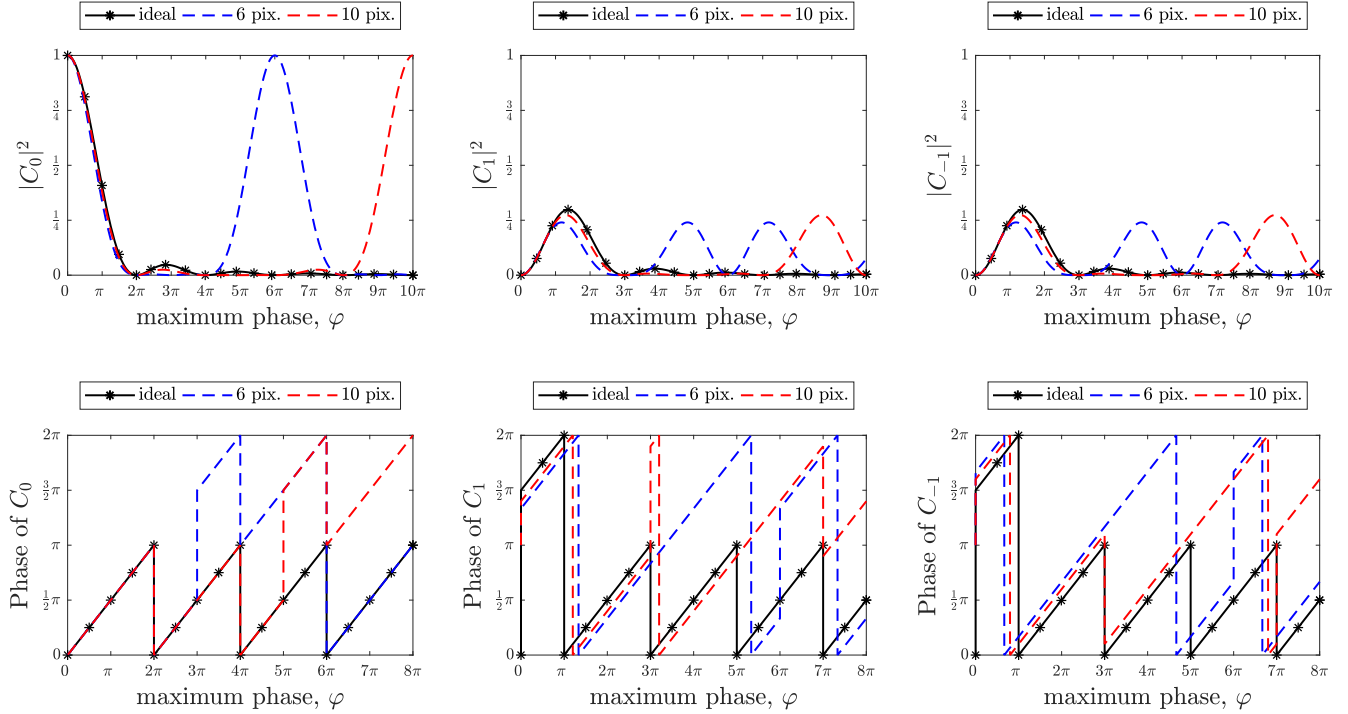 ideal 6 pix. 10 pix.
1
3/4
1/2
1/4
0
|C₀|²
0 π 2π 3π 4π 5π 6π 7π 8π 9π 10π
maximum phase, φ
ideal 6 pix. 10 pix.
1
3/4
1/2
1/4
0
|C₁|²
0 π 2π 3π 4π 5π 6π 7π 8π 9π 10π
maximum phase, φ
ideal 6 pix. 10 pix.
1
3/4
1/2
1/4
0
|C₋₁|²
0 π 2π 3π 4π 5π 6π 7π 8π 9π 10π
maximum phase, φ
ideal 6 pix. 10 pix.
2π
3/2π
π
1/2π
0
Phase of C₀
0 π 2π 3π 4π 5π 6π 7π 8π
maximum phase, φ
ideal 6 pix. 10 pix.
2π
3/2π
π
1/2π
0
Phase of C₁
0 π 2π 3π 4π 5π 6π 7π 8π
maximum phase, φ
ideal 6 pix. 10 pix.
2π
3/2π
π
1/2π
0
Phase of C₋₁
0 π 2π 3π 4π 5π 6π 7π 8π
maximum phase, φ